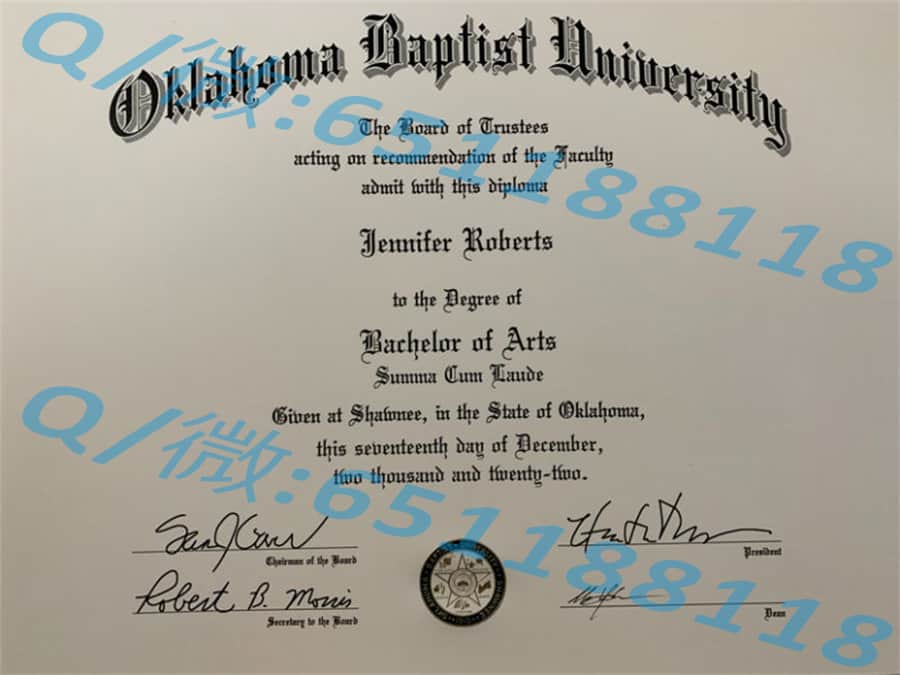 Oklahoma Baptist University
The Board of Trustees
acting on recommendation of the Faculty
admit with this diploma
Jennifer Roberts
to the Degree of
Bachelor of Arts
Summa Cum Laude
Given at Shawnee, in the State of Oklahoma,
this seventeenth day of December,
two thousand and twenty-two.
Chairman of the Board
President
Robert B. Morris
Secretary to the Board
Dean
Q/微:651188118
Q/微:651188118